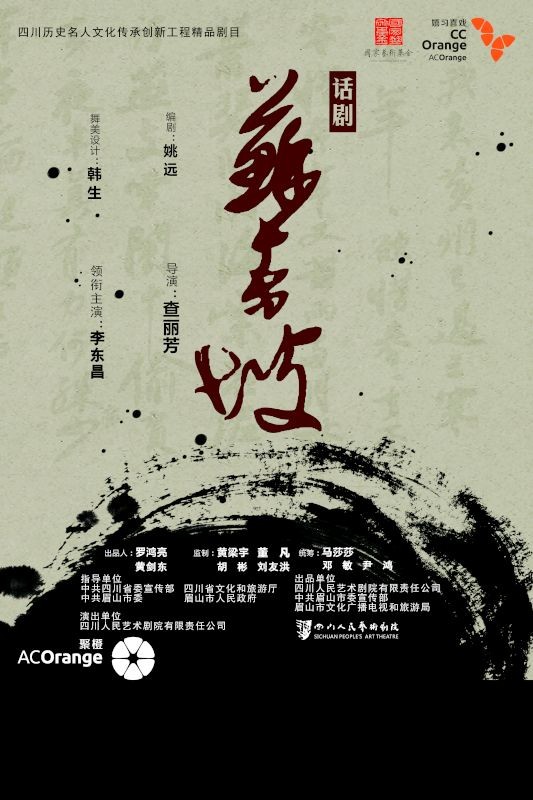 四川历史名人文化传承创新工程精品剧目
國家藝術基金
嬉习喜戏
CC
Orange
ACOrange
话剧
蘇東坡
编剧：姚远
舞美设计：韩生
导演：查丽芳
领衔主演：李东昌
出品人：罗鸿亮 黄剑东
监制：黄梁宇 董凡 胡彬 刘友洪
统筹：马莎莎 邓敏 尹鸿
指导单位
中共四川省委宣传部 四川省文化和旅游厅
中共眉山市委 眉山市人民政府
出品单位
四川人民艺术剧院有限责任公司
中共眉山市委宣传部
眉山市文化广播电视和旅游局
演出单位
四川人民艺术剧院有限责任公司
四川人民藝術劇院
SICHUAN PEOPLE'S ART THEATRE
聚橙
ACOrange